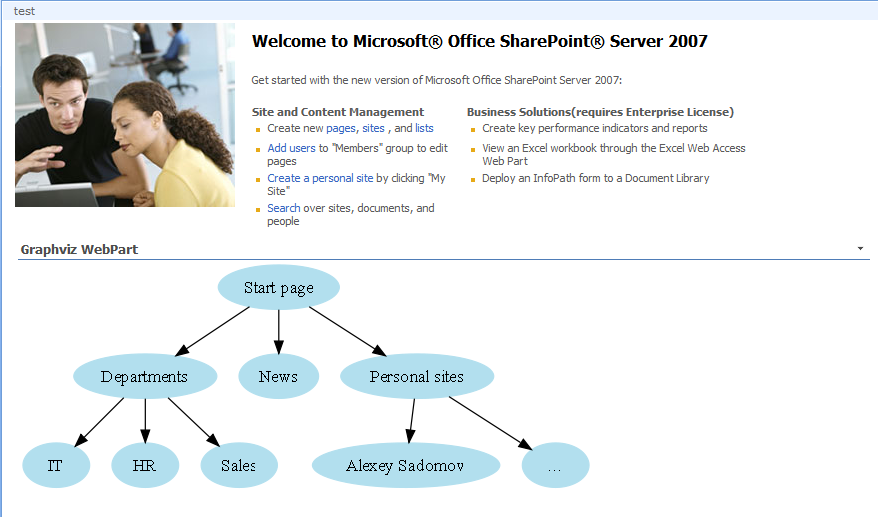 test
Welcome to Microsoft® Office SharePoint® Server 2007
Get started with the new version of Microsoft Office SharePoint Server 2007:
Site and Content Management
Create new pages, sites , and lists
Add users to "Members" group to edit
pages
Create a personal site by clicking "My
Site"
Search over sites, documents, and
people
Business Solutions(requires Enterprise License)
Create key performance indicators and reports
View an Excel workbook through the Excel Web Access
Web Part
Deploy an InfoPath form to a Document Library
Graphviz WebPart
Start page
Departments
News
Personal sites
IT
HR
Sales
Alexey Sadomov
...